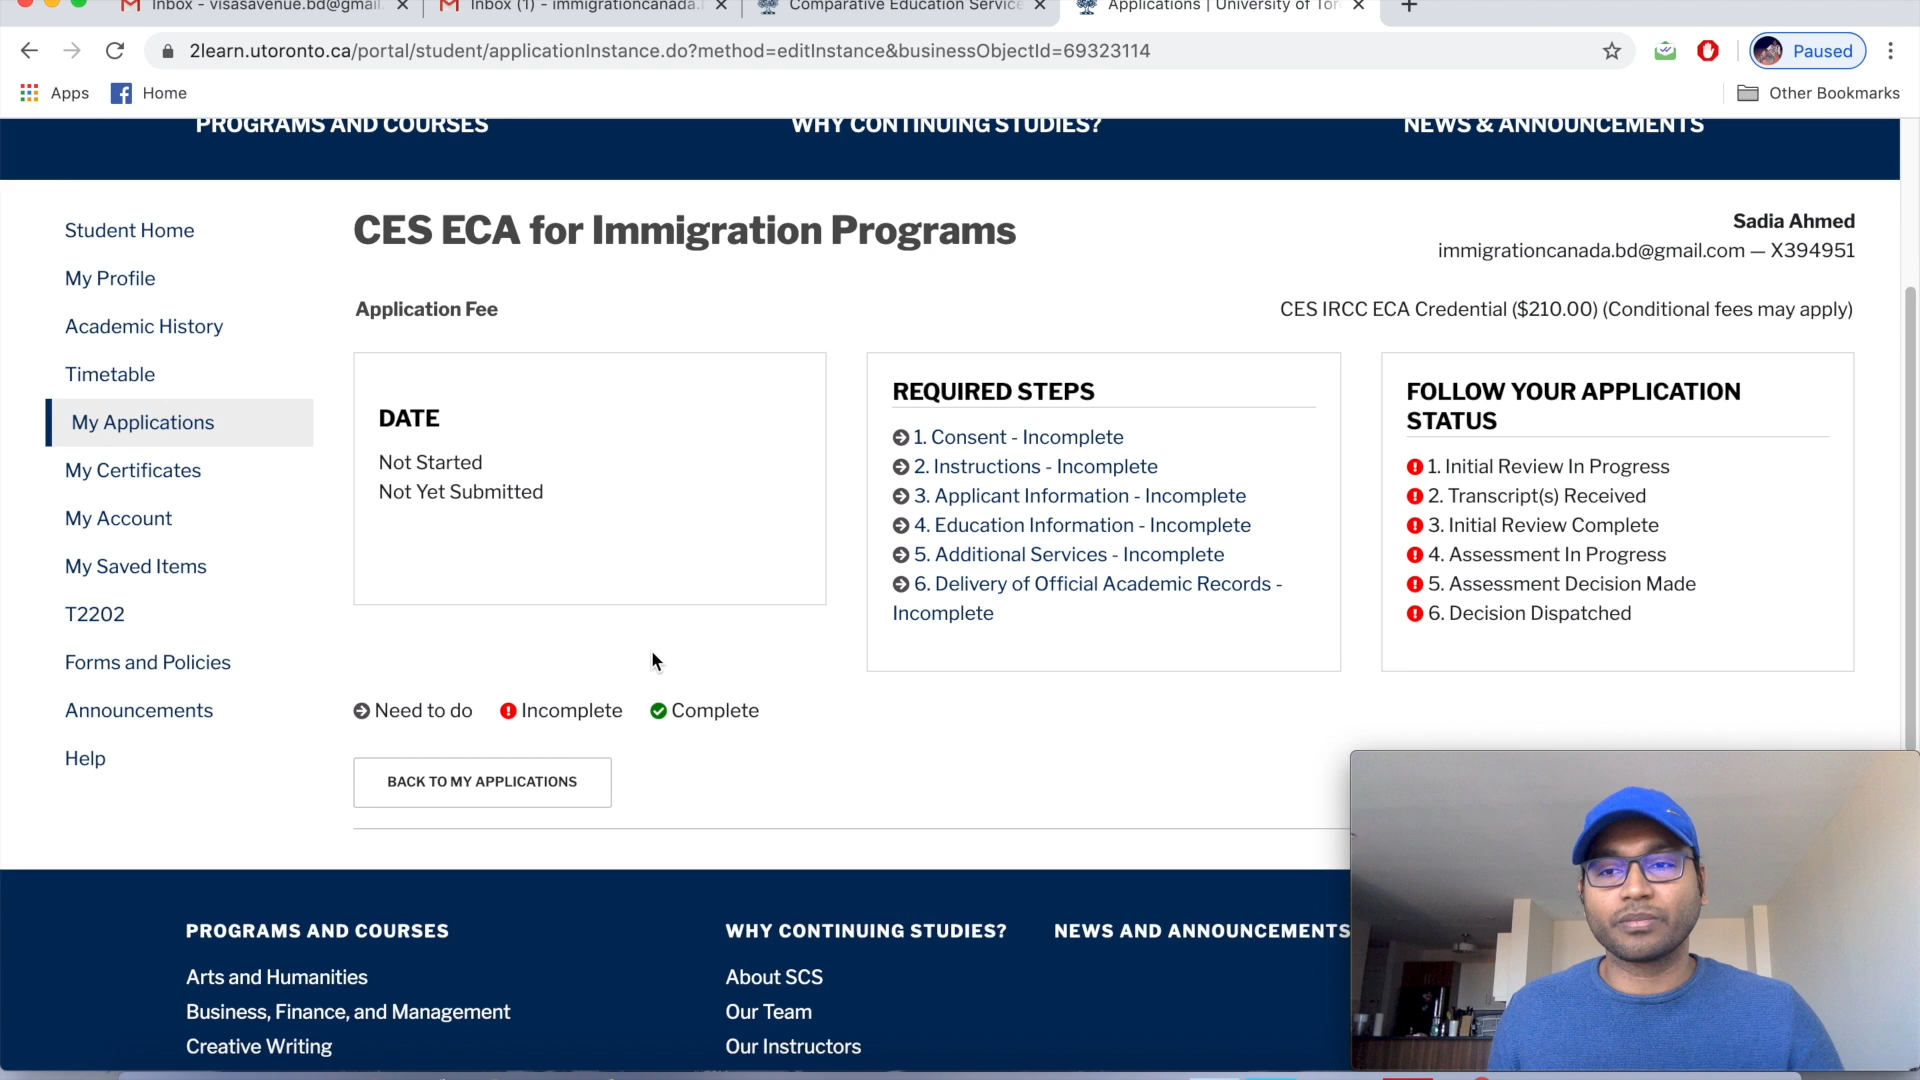 Inbox - visasavenue.bd@gmail.
Inbox (1) - immigrationcanada.
Comparative Education Service
Applications | University of Tor
2learn.utoronto.ca/portal/student/applicationInstance.do?method=editInstance&businessObjectId=69323114
Paused
Apps
Home
Other Bookmarks
PROGRAMS AND COURSES
WHY CONTINUING STUDIES?
NEWS & ANNOUNCEMENTS
Student Home
My Profile
Academic History
Timetable
My Applications
My Certificates
My Account
My Saved Items
T2202
Forms and Policies
Announcements
Help
CES ECA for Immigration Programs
Sadia Ahmed
immigrationcanada.bd@gmail.com — X394951
Application Fee
CES IRCC ECA Credential ($210.00) (Conditional fees may apply)
DATE
Not Started
Not Yet Submitted
REQUIRED STEPS
1. Consent - Incomplete
2. Instructions - Incomplete
3. Applicant Information - Incomplete
4. Education Information - Incomplete
5. Additional Services - Incomplete
6. Delivery of Official Academic Records -
Incomplete
FOLLOW YOUR APPLICATION
STATUS
1. Initial Review In Progress
2. Transcript(s) Received
3. Initial Review Complete
4. Assessment In Progress
5. Assessment Decision Made
6. Decision Dispatched
Need to do
Incomplete
Complete
BACK TO MY APPLICATIONS
PROGRAMS AND COURSES
Arts and Humanities
Business, Finance, and Management
Creative Writing
WHY CONTINUING STUDIES?
About SCS
Our Team
Our Instructors
NEWS AND ANNOUNCEMENTS